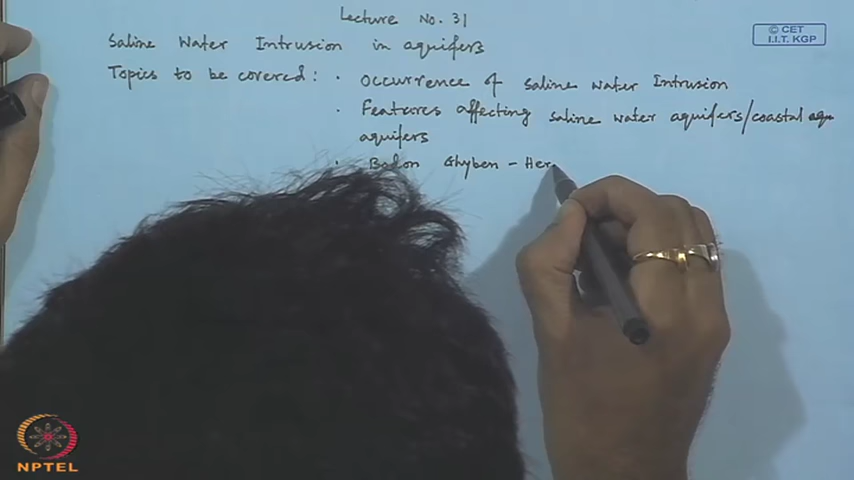 Lecture No. 31
© CET
I.I.T. KGP
Saline Water Intrusion in aquifers
Topics to be covered : · Occurrence of saline water Intrusion
· Features affecting saline water aquifers/coastal aqu
aquifers
· Badon Ghyben - Her
NPTEL